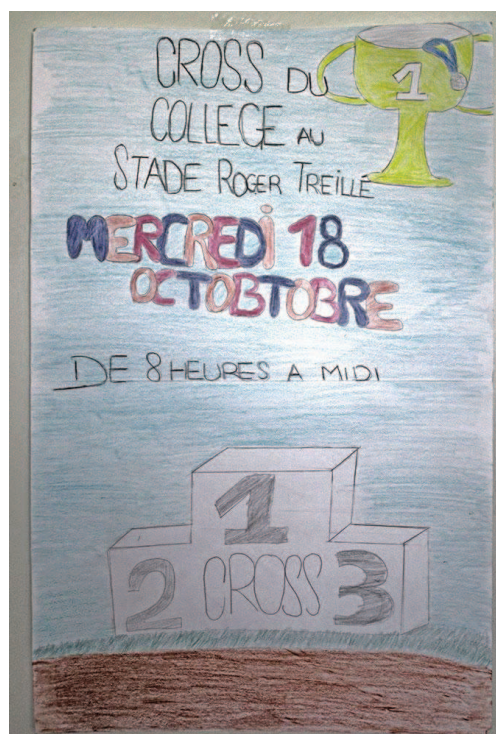 CROSS DU
COLLEGE AU
STADE ROGER TREILLE
1
MERCREDI 18
OCTOBTOBRE
DE 8 HEURES A MIDI
1
2 CROSS 3